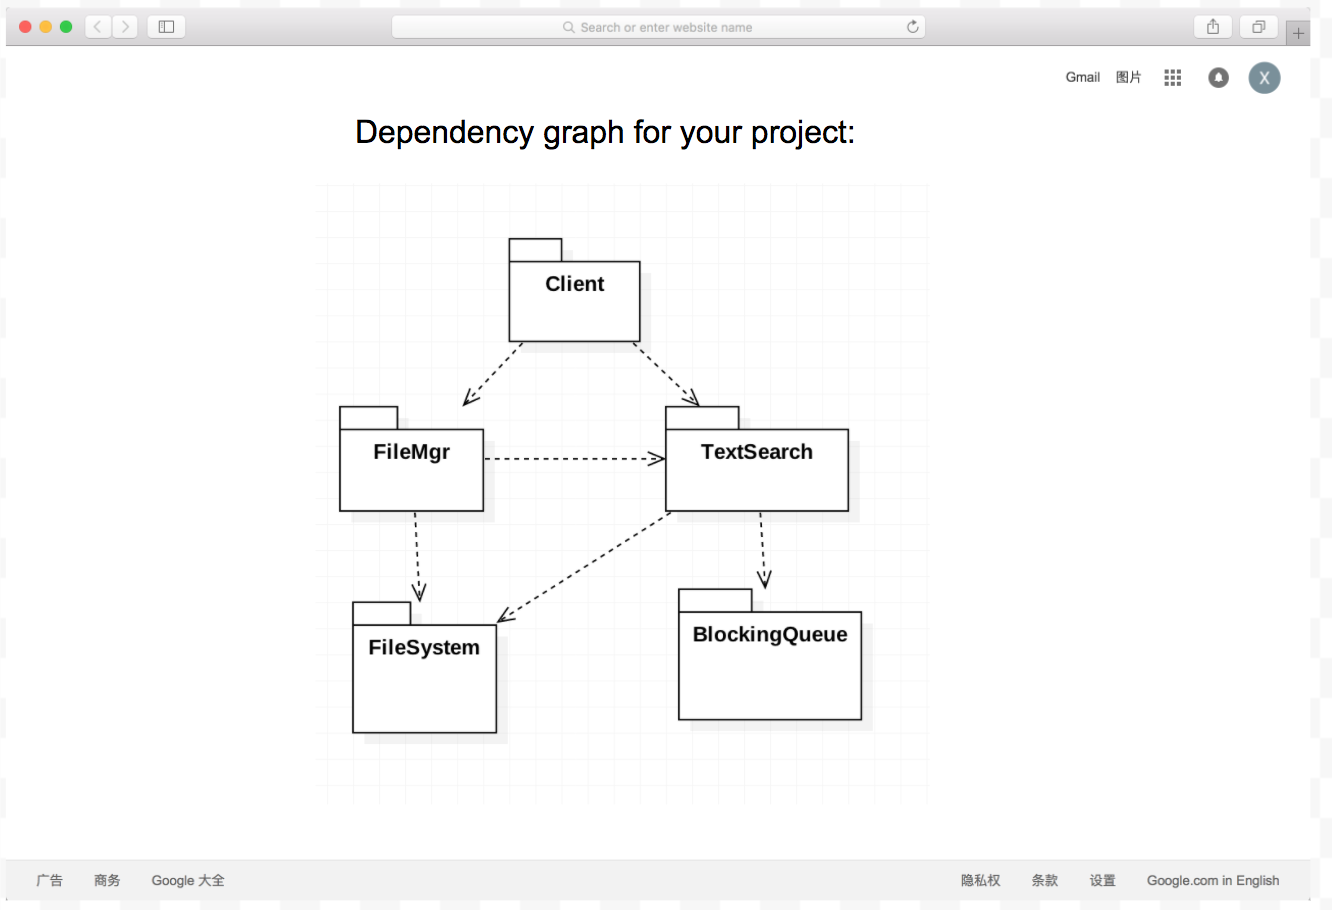 Search or enter website name
Gmail 图片 X
Dependency graph for your project:
Client
FileMgr
TextSearch
FileSystem
BlockingQueue
广告 商务 Google 大全 隐私权 条款 设置 Google.com in English